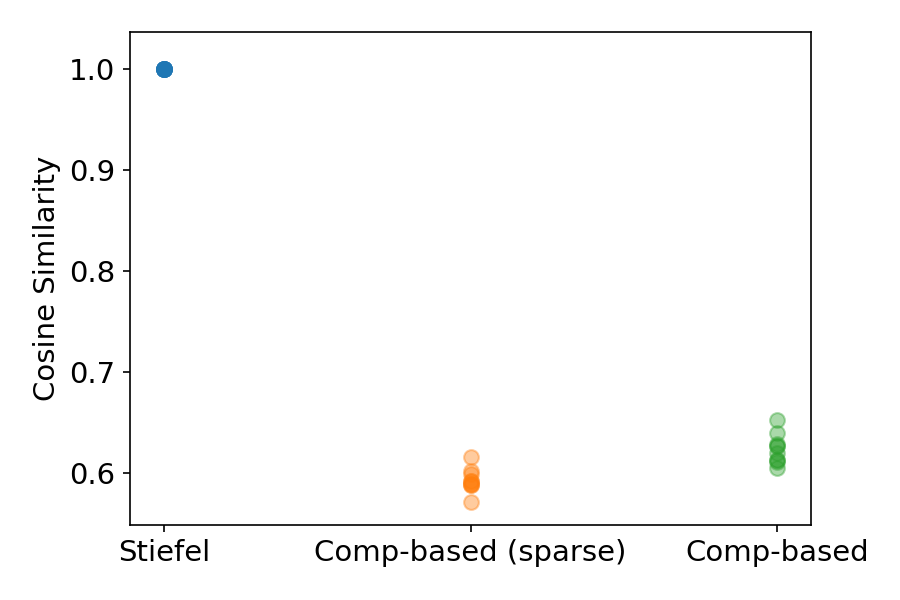 Cosine Similarity
1.0
0.9
0.8
0.7
0.6
Stiefel
Comp-based (sparse)
Comp-based